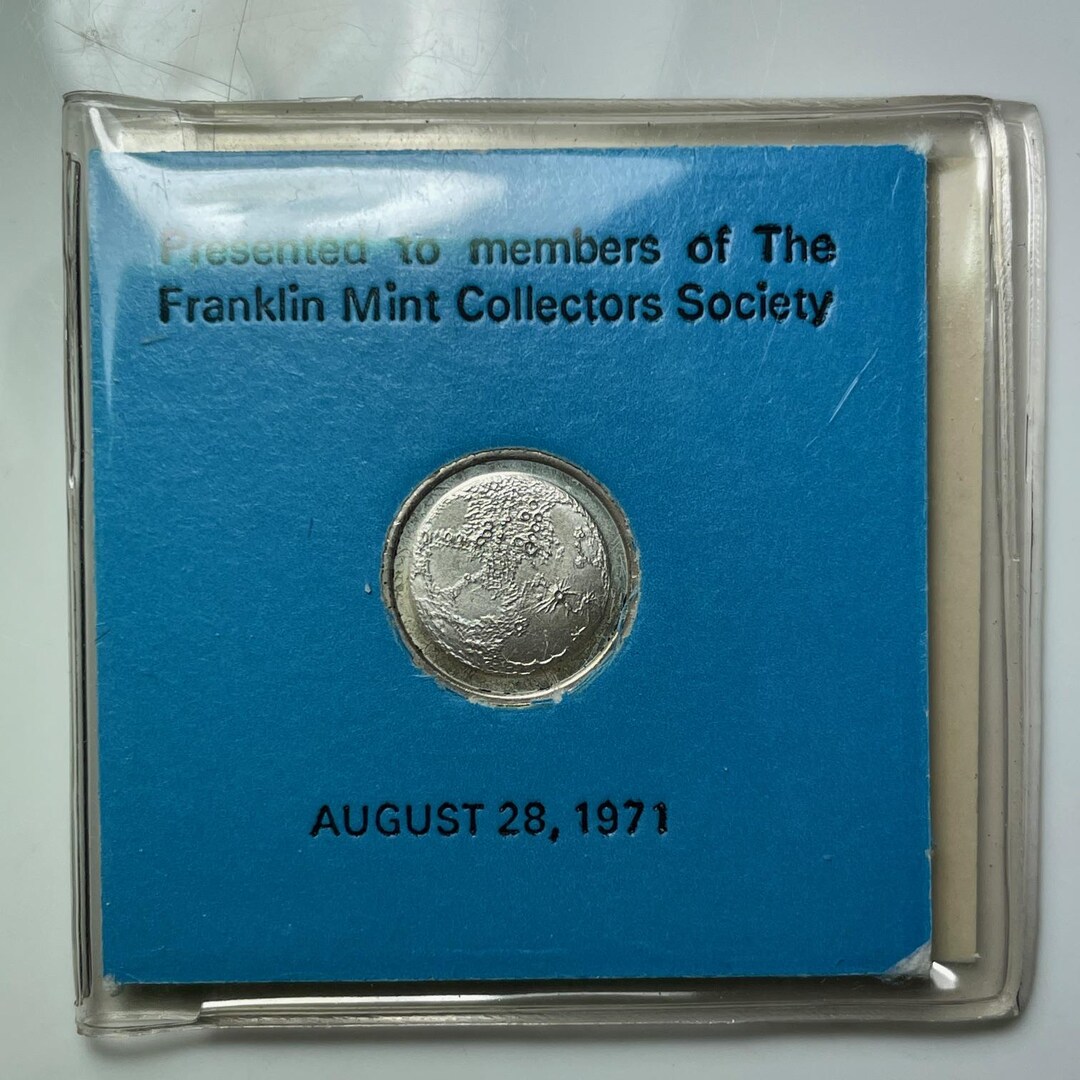 Presented to members of The
Franklin Mint Collectors Society
AUGUST 28, 1971